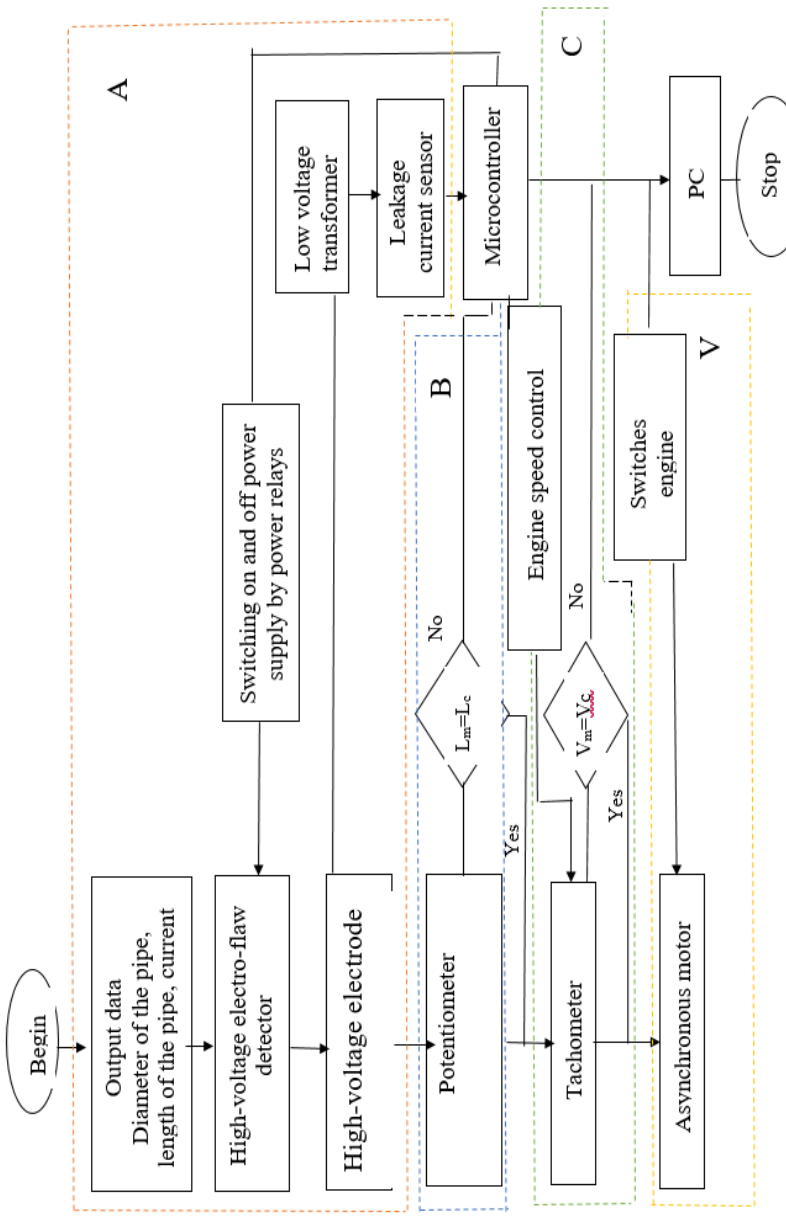 Begin
A
Output data
Diameter of the pipe,
length of the pipe, current
High-voltage electro-flaw
detector
Switching on and off power
supply by power relays
High-voltage electrode
Low voltage
transformer
Leakage
current sensor
B
Potentiometer
Lₘ=L꜀
No
Yes
Microcontroller
C
Engine speed control
Tachometer
Vₘ=Vc
No
Yes
V
Switches
engine
Asynchronous motor
PC
Stop